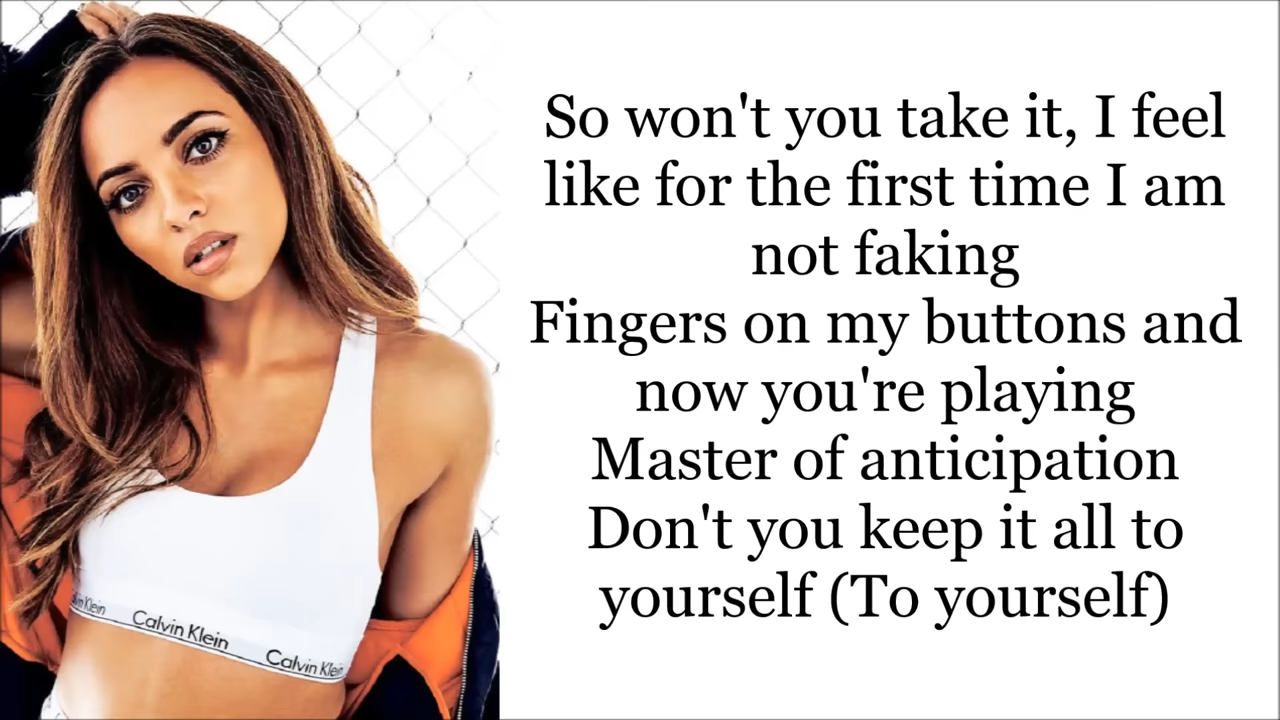 So won't you take it, I feel
like for the first time I am
not faking
Fingers on my buttons and
now you're playing
Master of anticipation
Don't you keep it all to
yourself (To yourself)
Calvin Klein
Calvin Klein